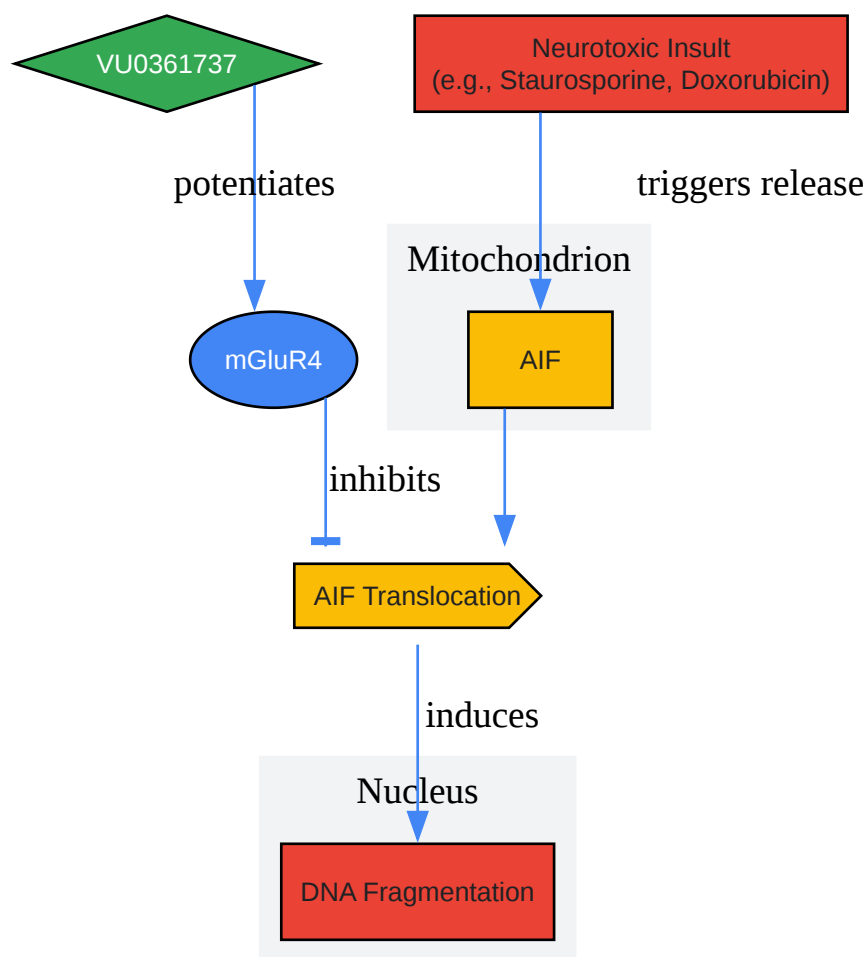 VU0361737
Neurotoxic Insult
(e.g., Staurosporine, Doxorubicin)
potentiates
triggers release
Mitochondrion
mGluR4
AIF
inhibits
AIF Translocation
induces
Nucleus
DNA Fragmentation